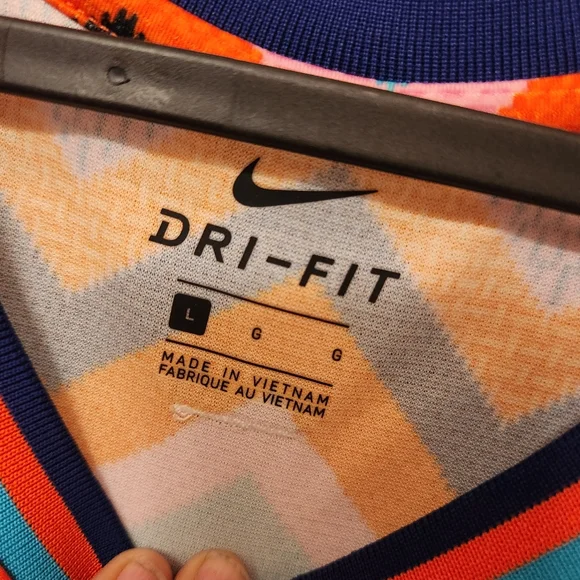 DRI-FIT
L G G
MADE IN VIETNAM
FABRIQUE AU VIETNAM